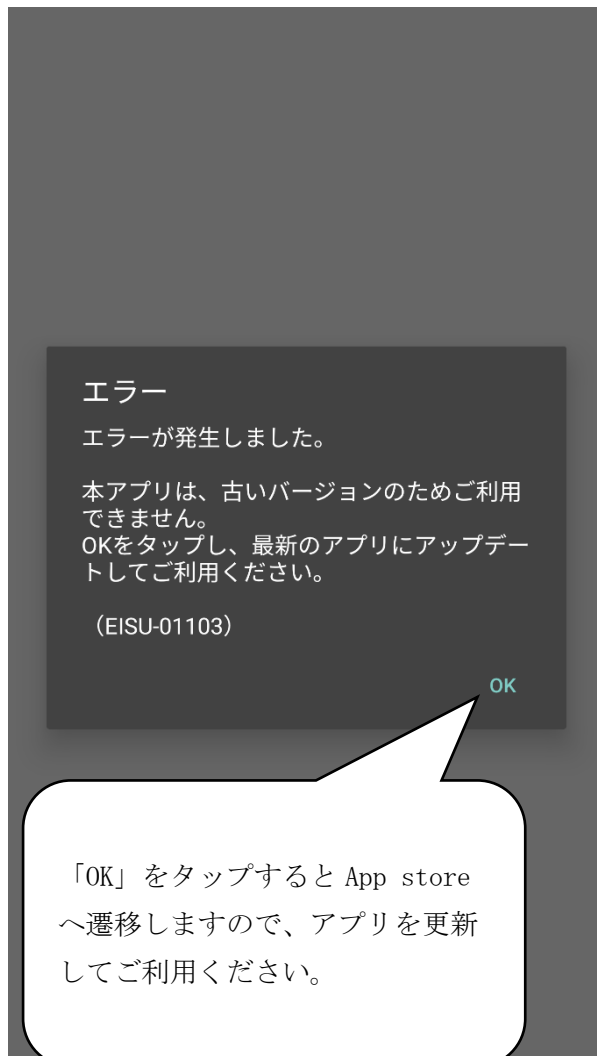 エラー
エラーが発生しました。
本アプリは、古いバージョンのためご利用
できません。
OKをタップし、最新のアプリにアップデー
トしてご利用ください。
（EISU-01103）
OK
「OK」をタップすると App store
へ遷移しますので、アプリを更新
してご利用ください。